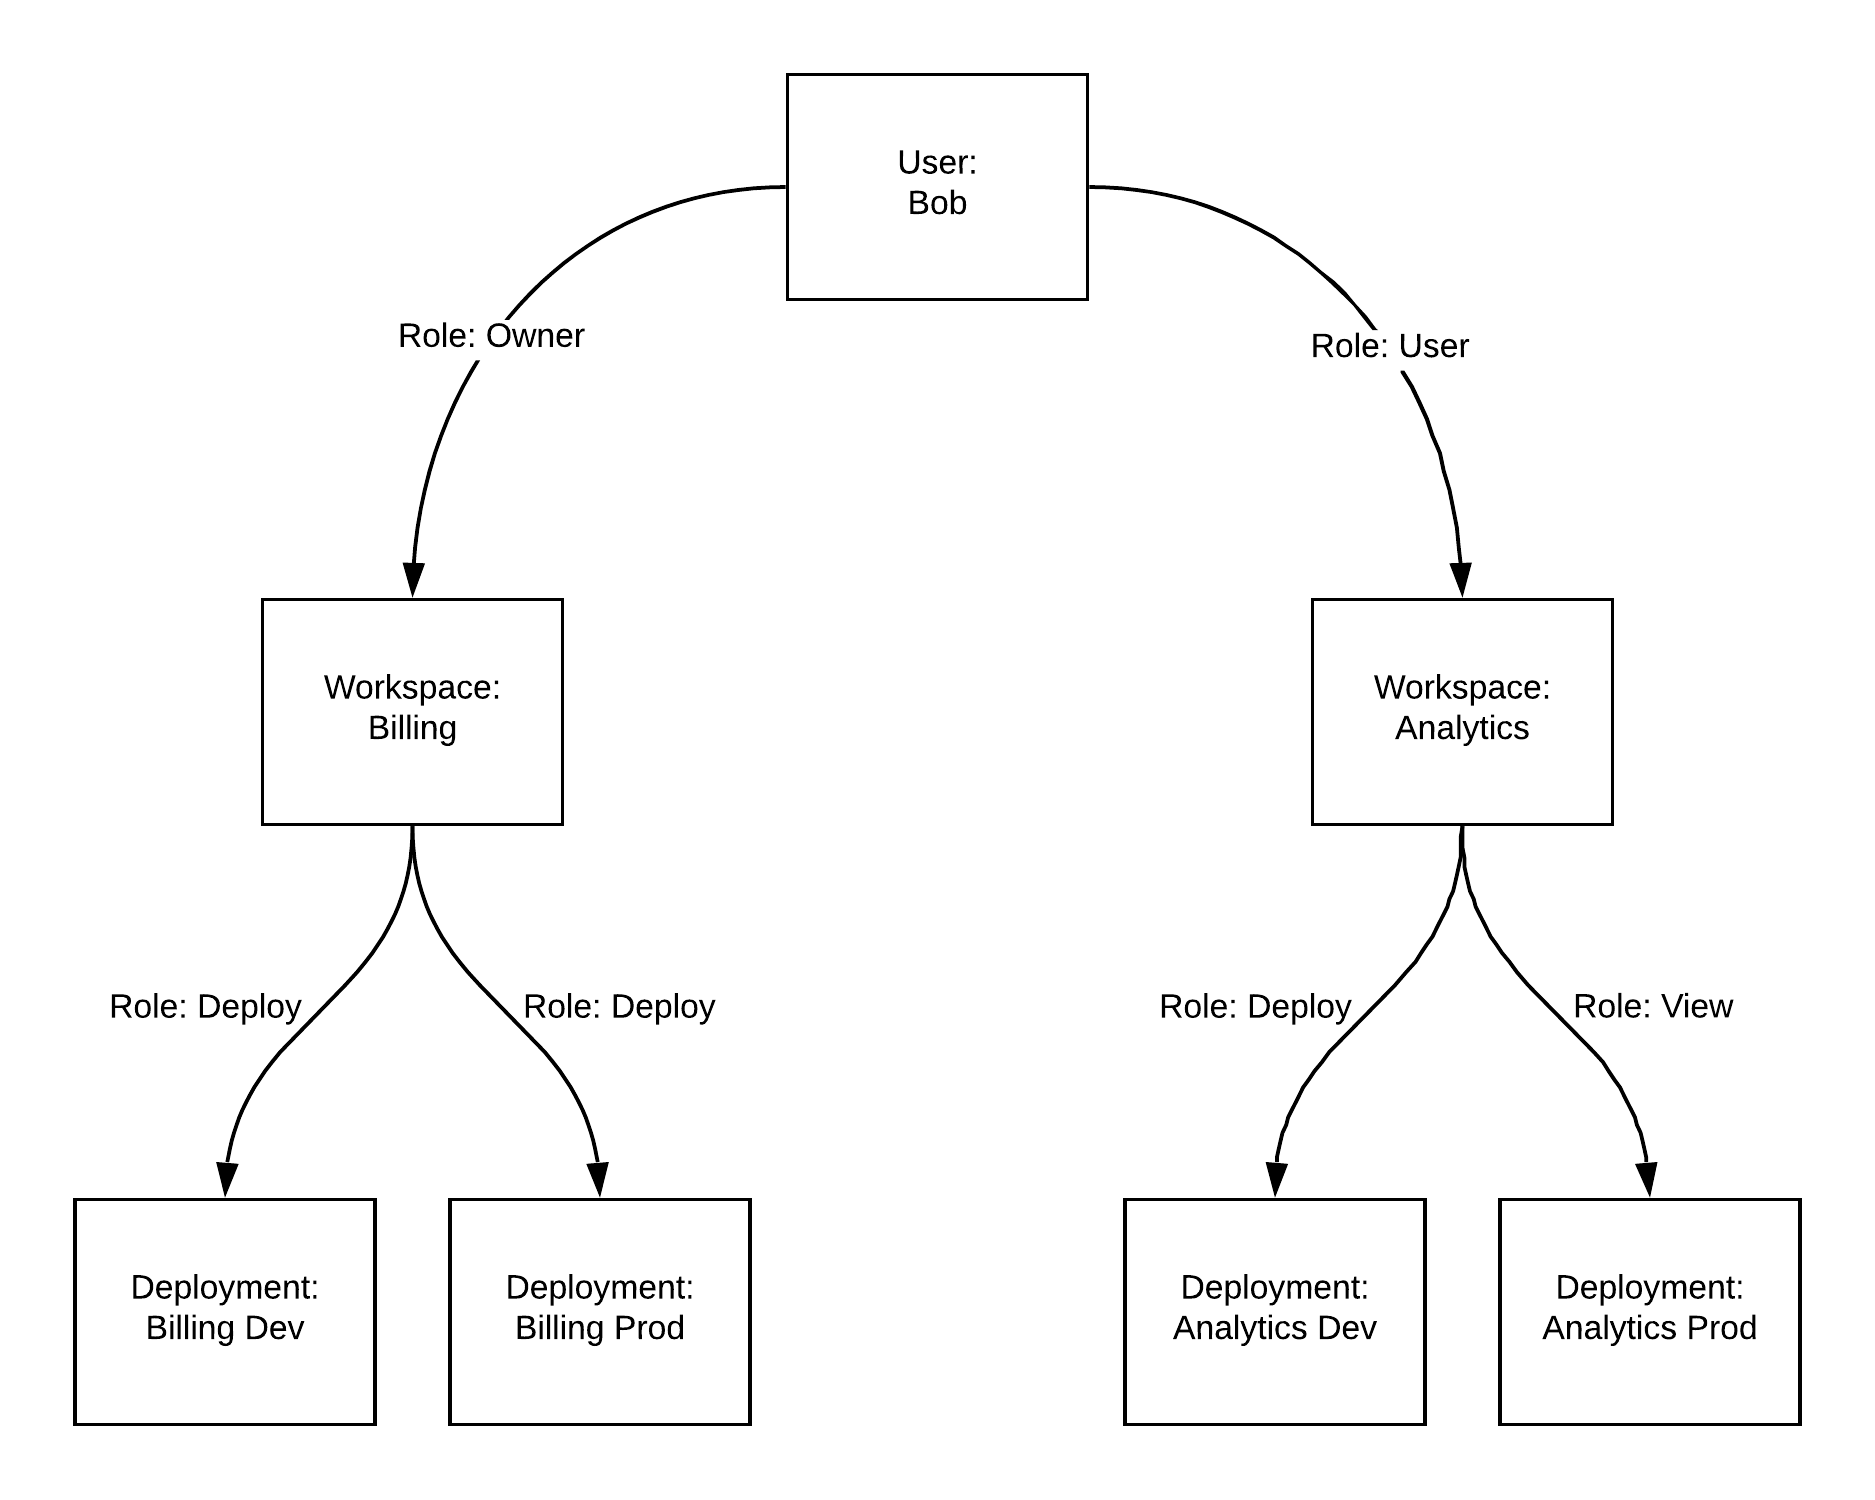 User:
Bob
Role: Owner
Role: User
Workspace:
Billing
Workspace:
Analytics
Role: Deploy
Role: Deploy
Role: Deploy
Role: View
Deployment:
Billing Dev
Deployment:
Billing Prod
Deployment:
Analytics Dev
Deployment:
Analytics Prod